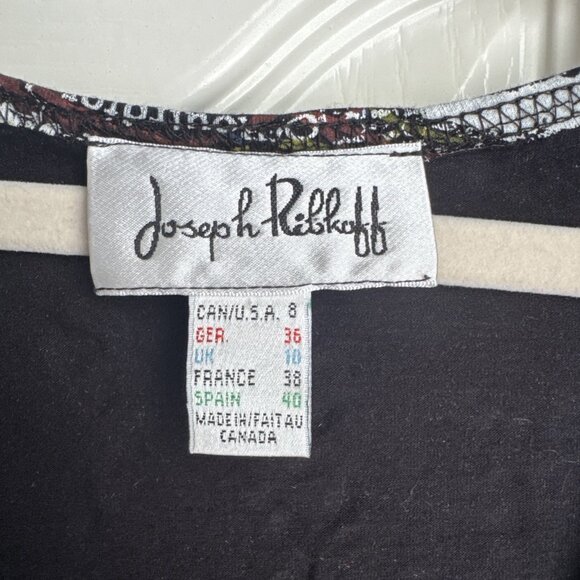 Joseph Ribkoff
CAN/U.S.A. 8
GER. 36
UK 10
FRANCE 38
SPAIN 40
MADE IN/FAIT AU
CANADA